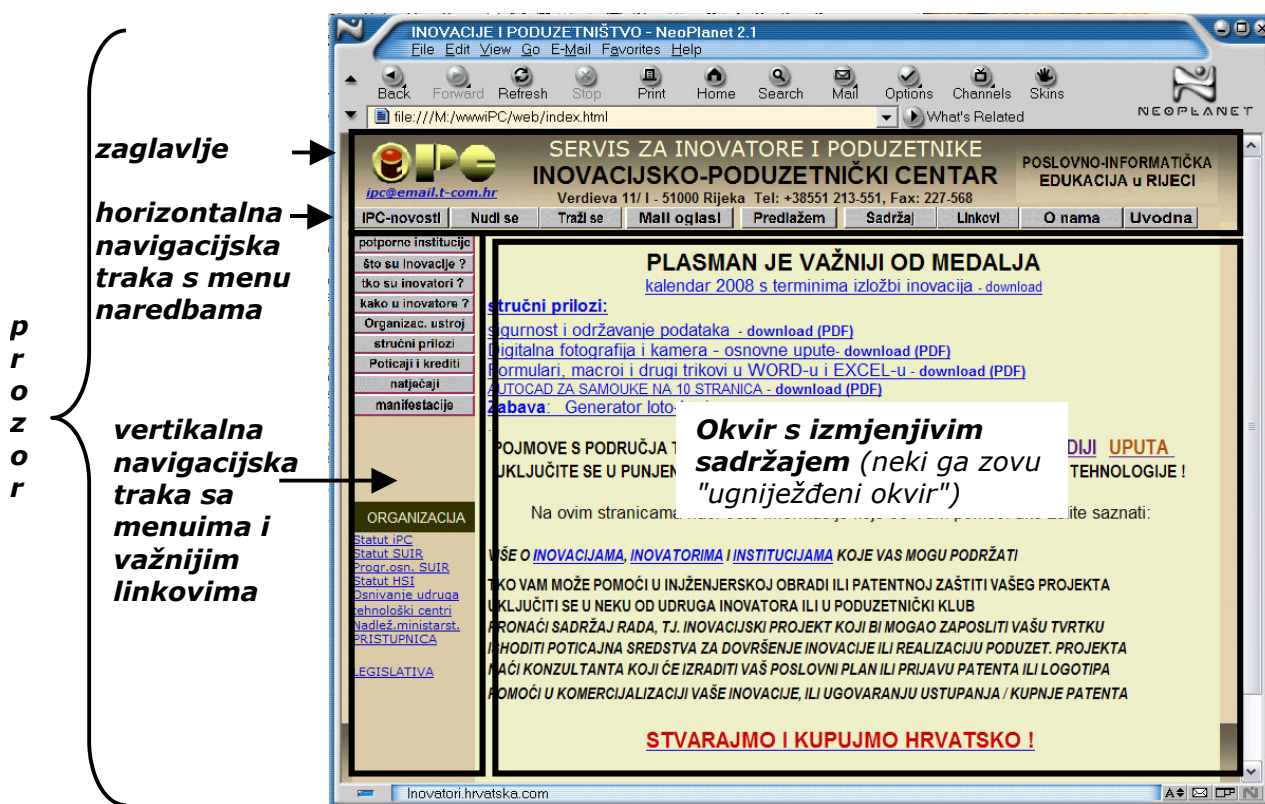 INOVACIJE I PODUZETNIŠTVO - NeoPlanet 2.1
File Edit View Go E-Mail Favorites Help
Back Forward Refresh Stop Print Home Search Mail Options Channels Skins
NEOPLANET
file:///M:/wwwiPC/web/index.html
What's Related
zaglavlje
iPC
ipc@email.t-com.hr
SERVIS ZA INOVATORE I PODUZETNIKE
INOVACIJSKO-PODUZETNIČKI CENTAR
Verdieva 11/ I - 51000 Rijeka Tel: +38551 213-551, Fax: 227-568
POSLOVNO-INFORMATIČKA
EDUKACIJA u RIJECI
horizontalna
navigacijska
traka s menu
naredbama
IPC-novosti Nudi se Traži se Mali oglasi Predlažem Sadržaj Linkovi O nama Uvodna
prozor
potporne institucije
što su inovacije ?
tko su inovatori ?
kako u inovatore ?
Organizac. ustroj
stručni prilozi
Poticaji i krediti
natječaji
manifestacije
vertikalna
navigacijska
traka sa
menuima i
važnijim
linkovima
ORGANIZACIJA
Statut iPC
Statut SUIR
Progr.osn. SUIR
Statut HSI
Osnivanje udruga
tehnološki centri
Nadlež.ministarst.
PRISTUPNICA
LEGISLATIVA
PLASMAN JE VAŽNIJI OD MEDALJA
kalendar 2008 s terminima izložbi inovacija - download
stručni prilozi:
sigurnost i održavanje podataka - download (PDF)
Digitalna fotografija i kamera - osnovne upute- download (PDF)
Formulari, macroi i drugi trikovi u WORD-u i EXCEL-u - download (PDF)
AUTOCAD ZA SAMOUKE NA 10 STRANICA - download (PDF)
Zabava: Generator
Okvir s izmjenjivim
sadržajem (neki ga zovu
"ugniježđeni okvir")
POJMOVE S PODRUČJA UPUTA
UKLJUČITE SE U TEHNOLOGIJE !
Na ovim stranicama saznati:
VIŠE O INOVACIJAMA, INOVATORIMA I INSTITUCIJAMA KOJE VAS MOGU PODRŽATI
TKO VAM MOŽE POMOĆI U INJŽENJERSKOJ OBRADI ILI PATENTNOJ ZAŠTITI VAŠEG PROJEKTA
UKLJUČITI SE U NEKU OD UDRUGA INOVATORA ILI U PODUZETNIČKI KLUB
PRONAĆI SADRŽAJ RADA, TJ. INOVACIJSKI PROJEKT KOJI BI MOGAO ZAPOSLITI VAŠU TVRTKU
ISHODITI POTICAJNA SREDSTVA ZA DOVRŠENJE INOVACIJE ILI REALIZACIJU PODUZET. PROJEKTA
NAĆI KONZULTANTA KOJI ĆE IZRADITI VAŠ POSLOVNI PLAN ILI PRIJAVU PATENTA ILI LOGOTIPA
POMOĆI U KOMERCIJALIZACIJI VAŠE INOVACIJE, ILI UGOVARANJU USTUPANJA / KUPNJE PATENTA
STVARAJMO I KUPUJMO HRVATSKO !
Inovatori.hrvatska.com